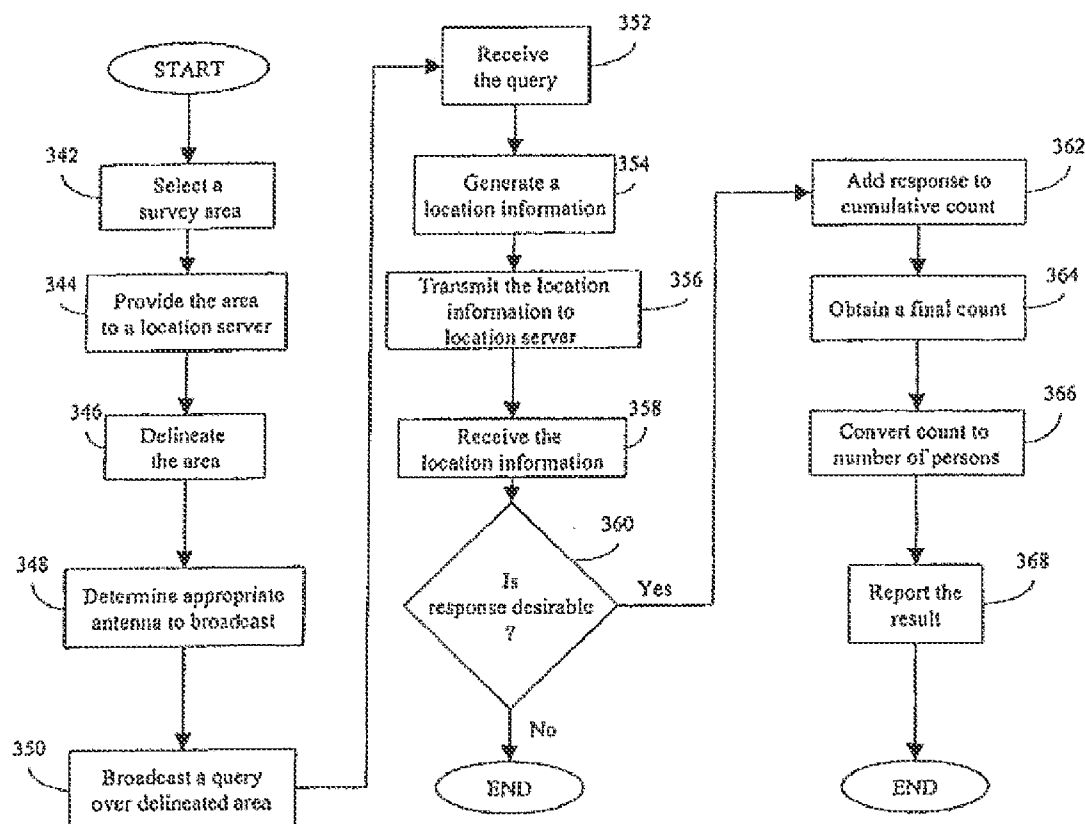 START
342
Select a
survey area
344
Provide the area
to a location server
346
Delineate
the area
348
Determine appropriate
antenna to broadcast
350
Broadcast a query
over delineated area
352
Receive
the query
354
Generate a
location information
356
Transmit the location
information to
location server
358
Receive the
location information
360
Is
response desirable
?
Yes
No
END
362
Add response to
cumulative count
364
Obtain a final count
366
Convert count to
number of persons
368
Report the
result
END